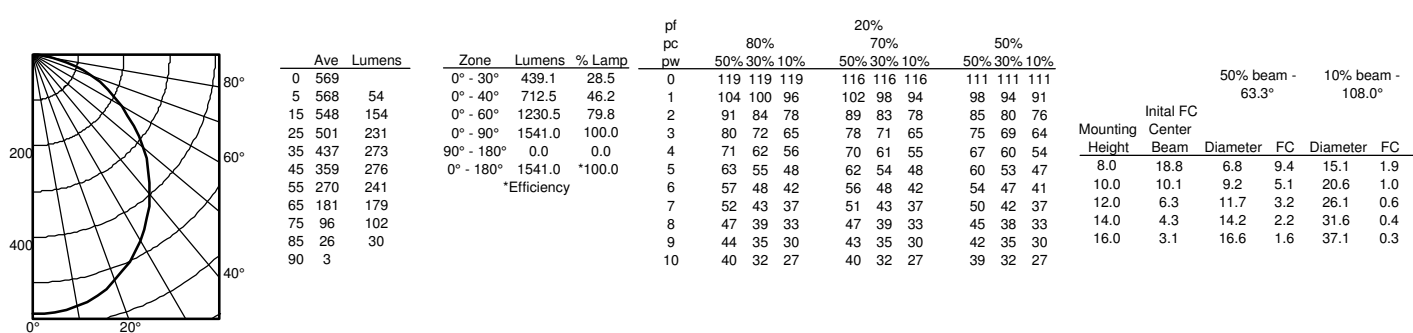 200
400
0°
20°
40°
60°
80°
Ave Lumens
0 569
5 568 54
15 548 154
25 501 231
35 437 273
45 359 276
55 270 241
65 181 179
75 96 102
85 26 30
90 3
Zone Lumens % Lamp
0° - 30° 439.1 28.5
0° - 40° 712.5 46.2
0° - 60° 1230.5 79.8
0° - 90° 1541.0 100.0
90° - 180° 0.0 0.0
0° - 180° 1541.0 *100.0
*Efficiency
pf 20%
pc 80% 70% 50%
pw 50% 30% 10% 50% 30% 10% 50% 30% 10%
0 119 119 119 116 116 116 111 111 111
1 104 100 96 102 98 94 98 94 91
2 91 84 78 89 83 78 85 80 76
3 80 72 65 78 71 65 75 69 64
4 71 62 56 70 61 55 67 60 54
5 63 55 48 62 54 48 60 53 47
6 57 48 42 56 48 42 54 47 41
7 52 43 37 51 43 37 50 42 37
8 47 39 33 47 39 33 45 38 33
9 44 35 30 43 35 30 42 35 30
10 40 32 27 40 32 27 39 32 27
50% beam - 10% beam -
63.3° 108.0°
Inital FC
Mounting Center
Height Beam Diameter FC Diameter FC
8.0 18.8 6.8 9.4 15.1 1.9
10.0 10.1 9.2 5.1 20.6 1.0
12.0 6.3 11.7 3.2 26.1 0.6
14.0 4.3 14.2 2.2 31.6 0.4
16.0 3.1 16.6 1.6 37.1 0.3